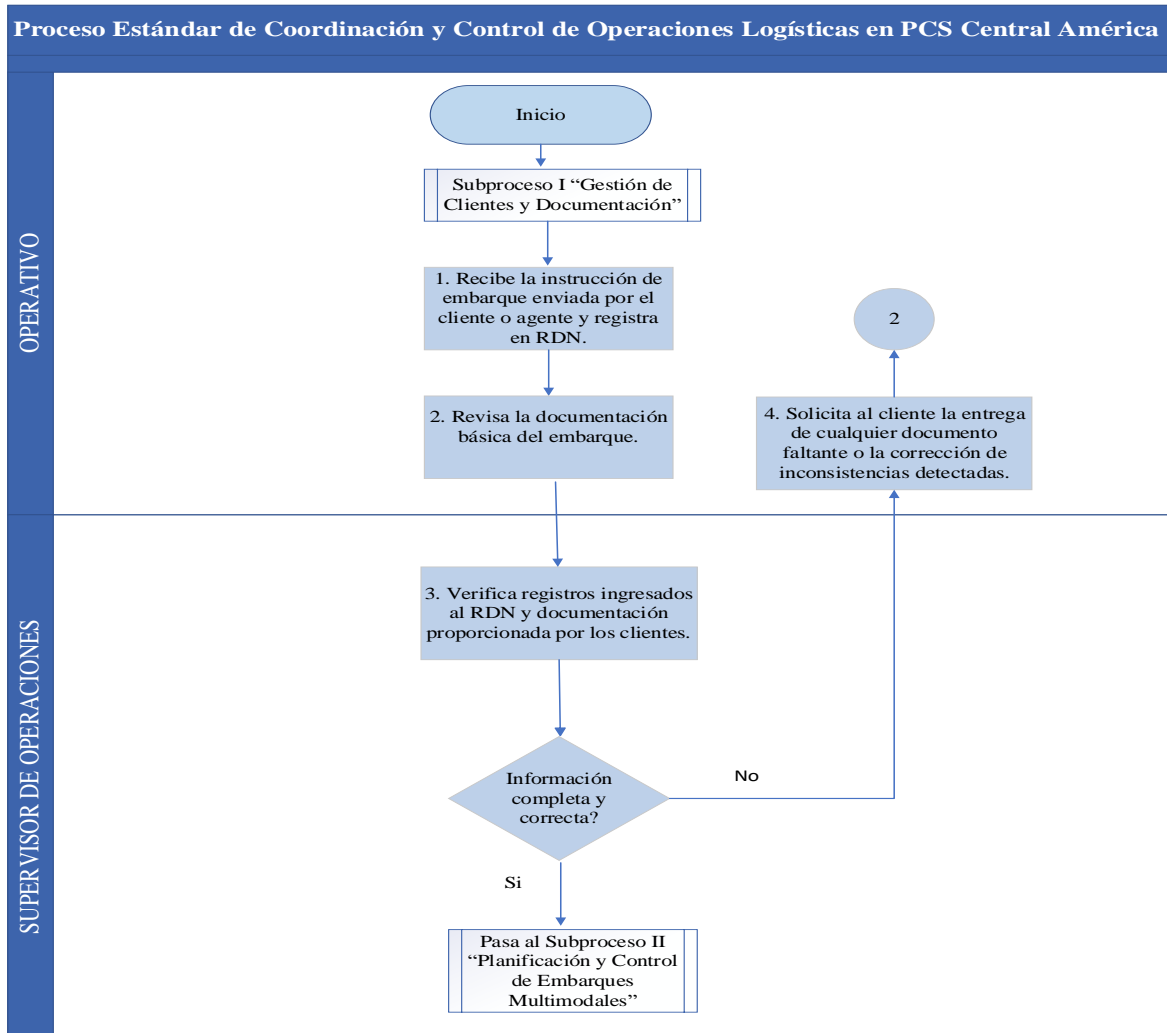 Proceso Estándar de Coordinación y Control de Operaciones Logísticas en PCS Central América
OPERATIVO
Inicio
Subproceso I “Gestión de
Clientes y Documentación”
1. Recibe la instrucción de
embarque enviada por el
cliente o agente y registra
en RDN.
2. Revisa la documentación
básica del embarque.
2
4. Solicita al cliente la entrega
de cualquier documento
faltante o la corrección de
inconsistencias detectadas.
SUPERVISOR DE OPERACIONES
3. Verifica registros ingresados
al RDN y documentación
proporcionada por los clientes.
Información
completa y
correcta?
No
Si
Pasa al Subproceso II
“Planificación y Control
de Embarques
Multimodales”